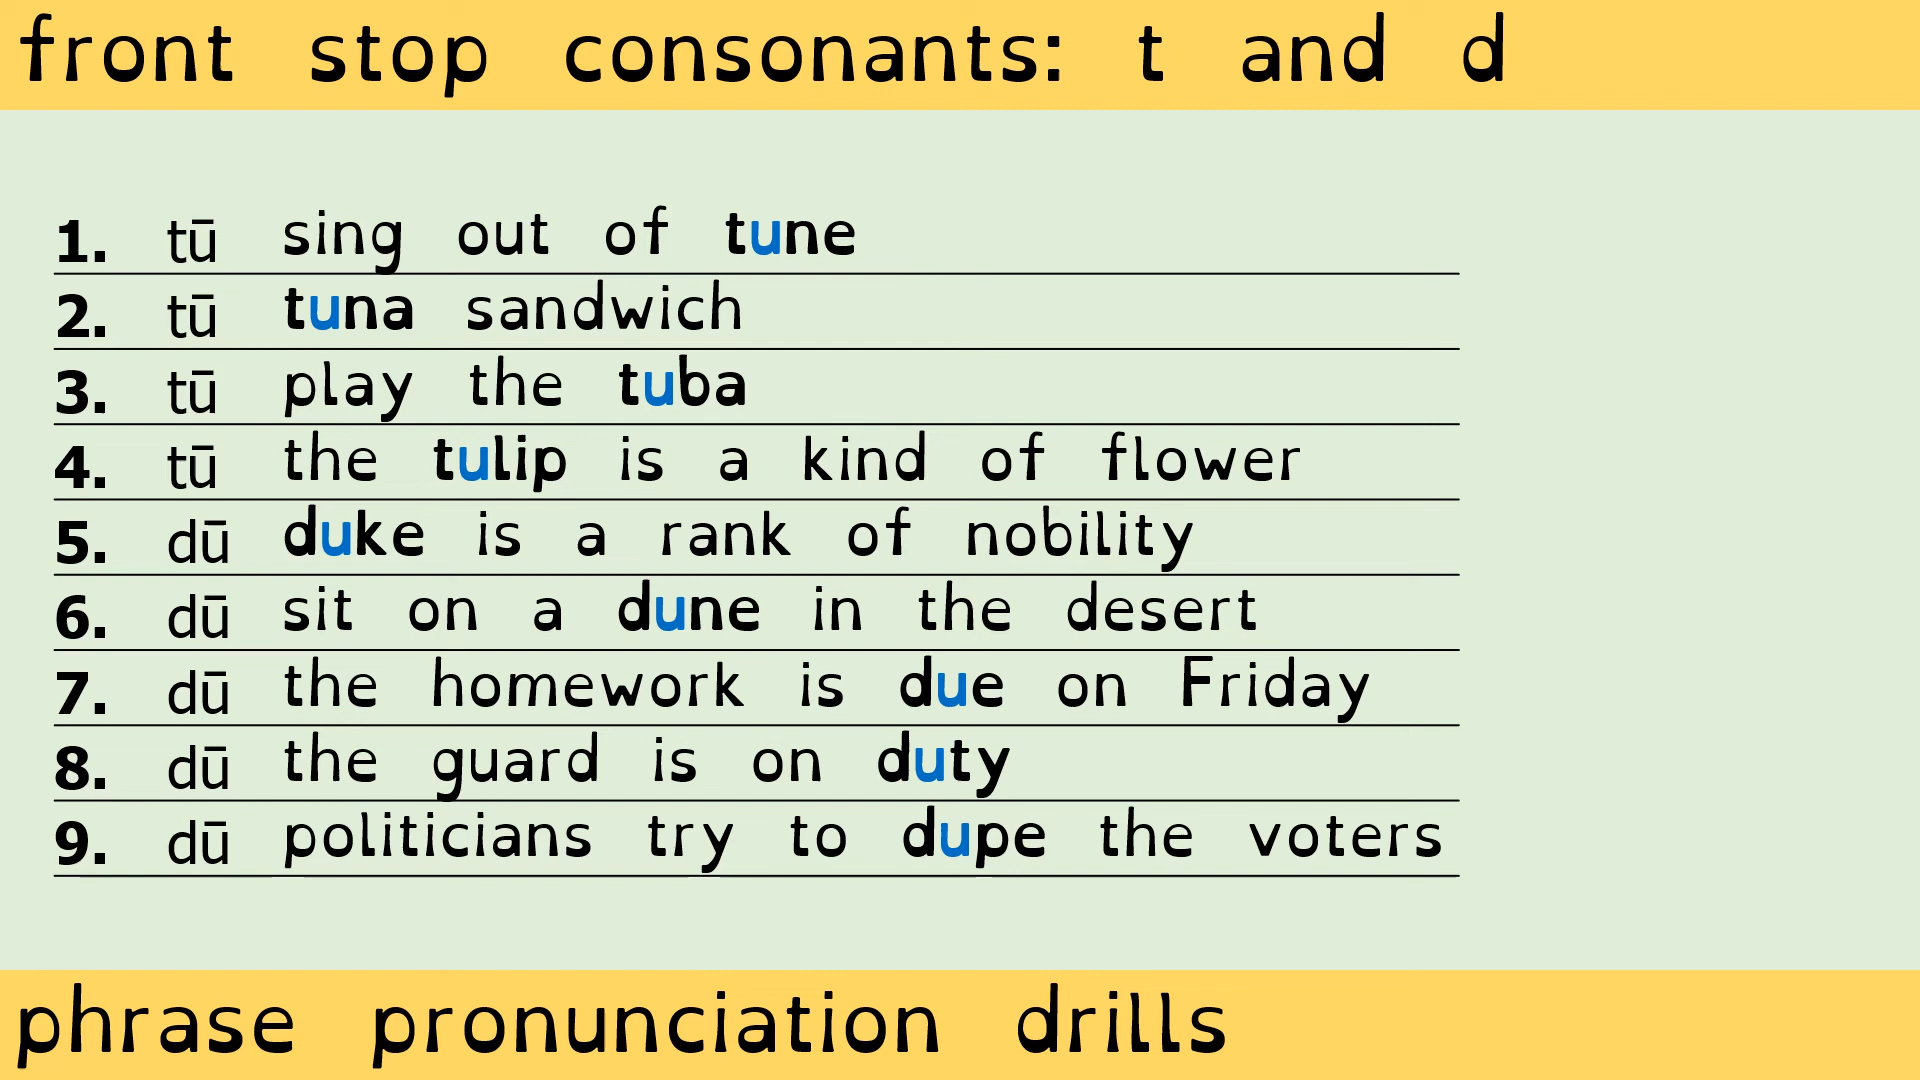 front stop consonants: t and d
1. tū sing out of tune
2. tū tuna sandwich
3. tū play the tuba
4. tū the tulip is a kind of flower
5. dū duke is a rank of nobility
6. dū sit on a dune in the desert
7. dū the homework is due on Friday
8. dū the guard is on duty
9. dū politicians try to dupe the voters
phrase pronunciation drills